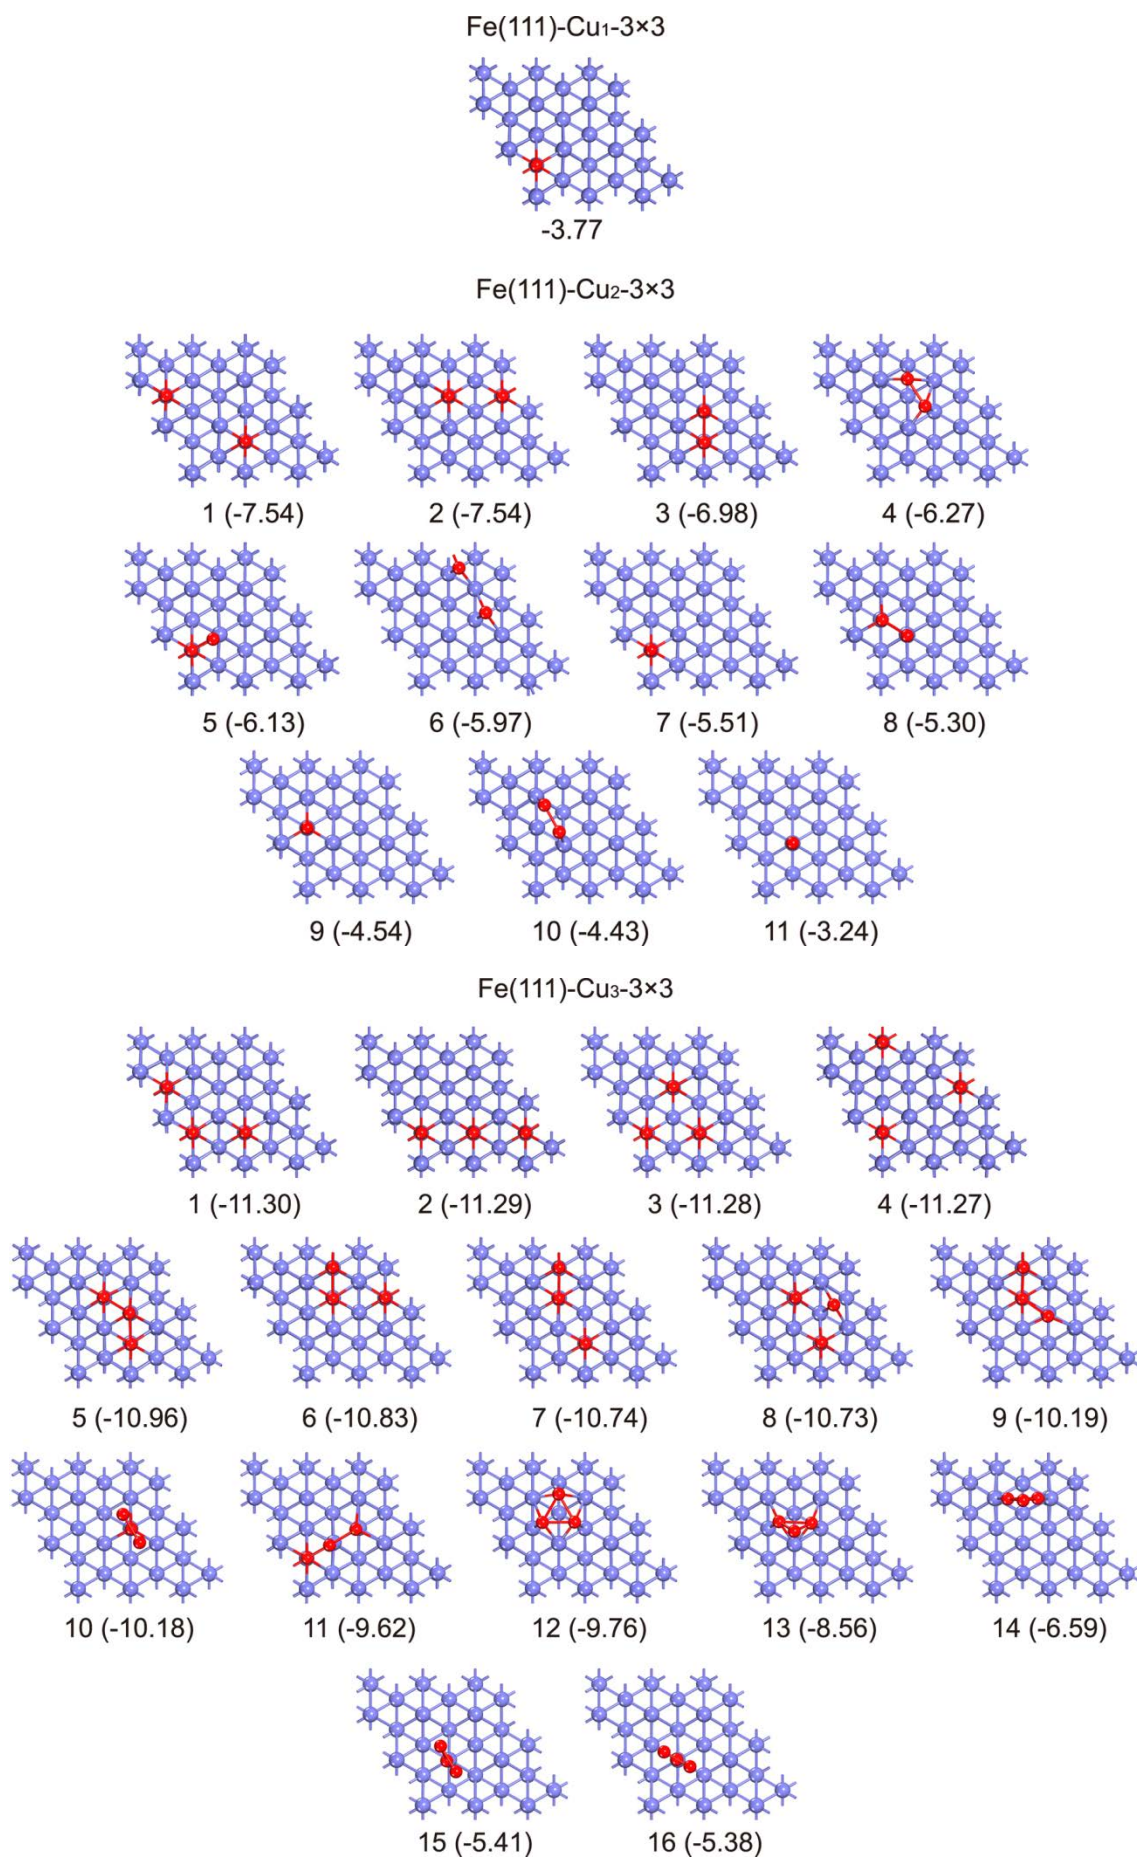 Fe(111)-Cu₁-3×3
-3.77
Fe(111)-Cu₂-3×3
1 (-7.54) 2 (-7.54) 3 (-6.98) 4 (-6.27)
5 (-6.13) 6 (-5.97) 7 (-5.51) 8 (-5.30)
9 (-4.54) 10 (-4.43) 11 (-3.24)
Fe(111)-Cu₃-3×3
1 (-11.30) 2 (-11.29) 3 (-11.28) 4 (-11.27)
5 (-10.96) 6 (-10.83) 7 (-10.74) 8 (-10.73) 9 (-10.19)
10 (-10.18) 11 (-9.62) 12 (-9.76) 13 (-8.56) 14 (-6.59)
15 (-5.41) 16 (-5.38)